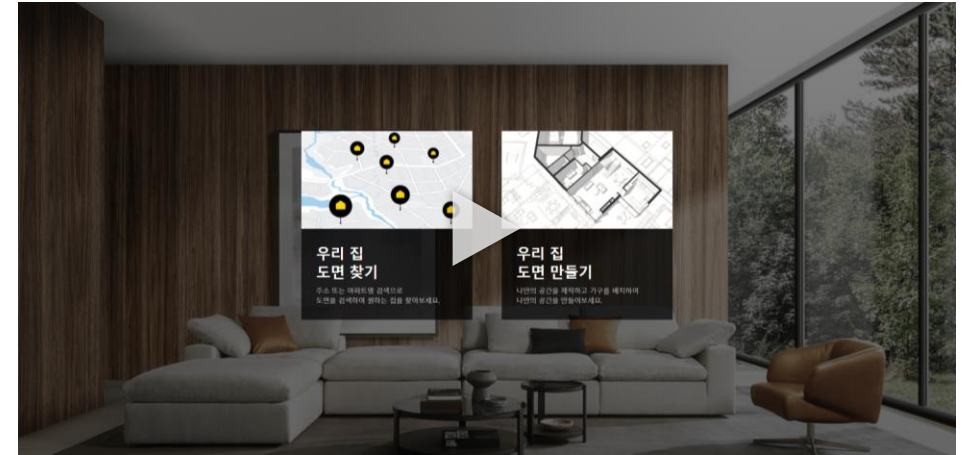 우리 집
도면 찾기
주소 또는 아파트명 검색으로
도면을 검색하여 원하는 집을 찾아보세요.
우리 집
도면 만들기
나만의 공간을 제작하고 가구를 배치하여
나만의 공간을 만들어보세요.